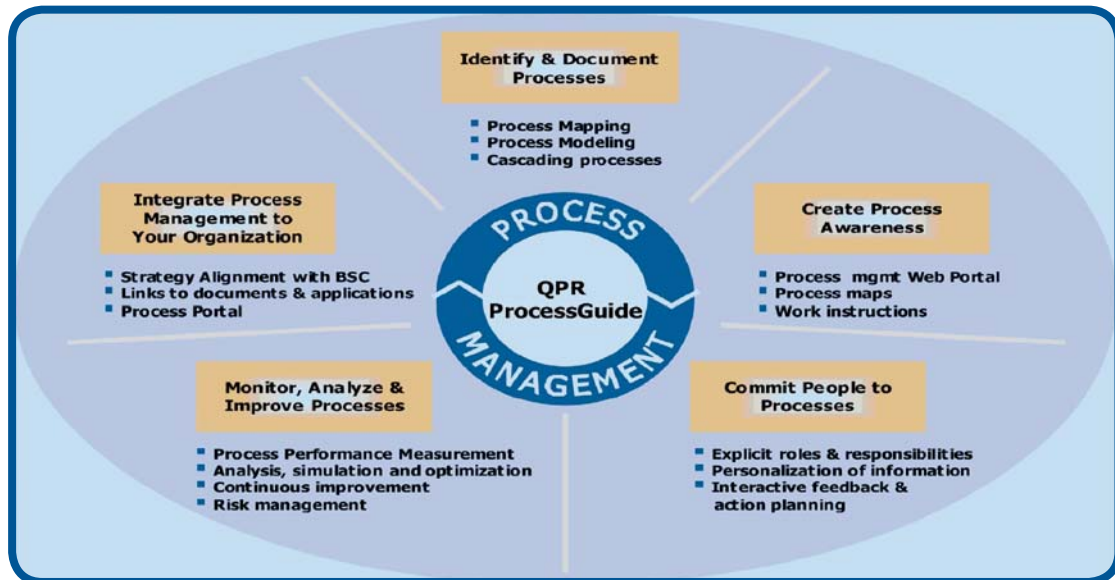 Identify & Document
Processes
Process Mapping
Process Modeling
Cascading processes
Create Process
Awareness
Process mgmt Web Portal
Process maps
Work instructions
Commit People to
Processes
Explicit roles & responsibilities
Personalization of information
Interactive feedback &
action planning
Monitor, Analyze &
Improve Processes
Process Performance Measurement
Analysis, simulation and optimization
Continuous improvement
Risk management
Integrate Process
Management to
Your Organization
Strategy Alignment with BSC
Links to documents & applications
Process Portal
PROCESS
QPR
ProcessGuide
MANAGEMENT